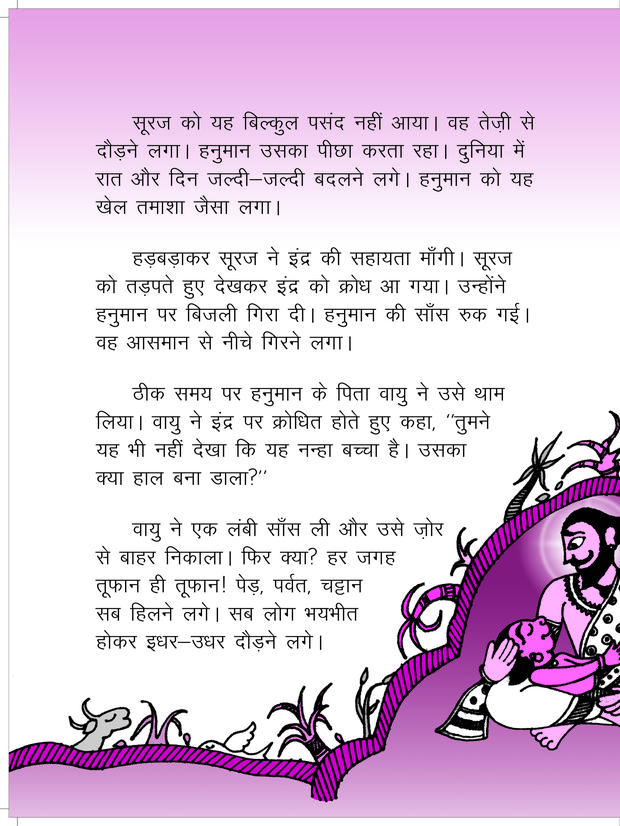 सूरज को यह बिल्कुल पसंद नहीं आया। वह तेज़ी से
दौड़ने लगा। हनुमान उसका पीछा करता रहा। दुनिया में
रात और दिन जल्दी–जल्दी बदलने लगे। हनुमान को यह
खेल तमाशा जैसा लगा।
हड़बड़ाकर सूरज ने इंद्र की सहायता माँगी। सूरज
को तड़पते हुए देखकर इंद्र को क्रोध आ गया। उन्होंने
हनुमान पर बिजली गिरा दी। हनुमान की साँस रुक गई।
वह आसमान से नीचे गिरने लगा।
ठीक समय पर हनुमान के पिता वायु ने उसे थाम
लिया। वायु ने इंद्र पर क्रोधित होते हुए कहा, ''तुमने
यह भी नहीं देखा कि यह नन्हा बच्चा है। उसका
क्या हाल बना डाला?''
वायु ने एक लंबी साँस ली और उसे ज़ोर
से बाहर निकाला। फिर क्या? हर जगह
तूफान ही तूफान! पेड़, पर्वत, चट्टान
सब हिलने लगे। सब लोग भयभीत
होकर इधर–उधर दौड़ने लगे।